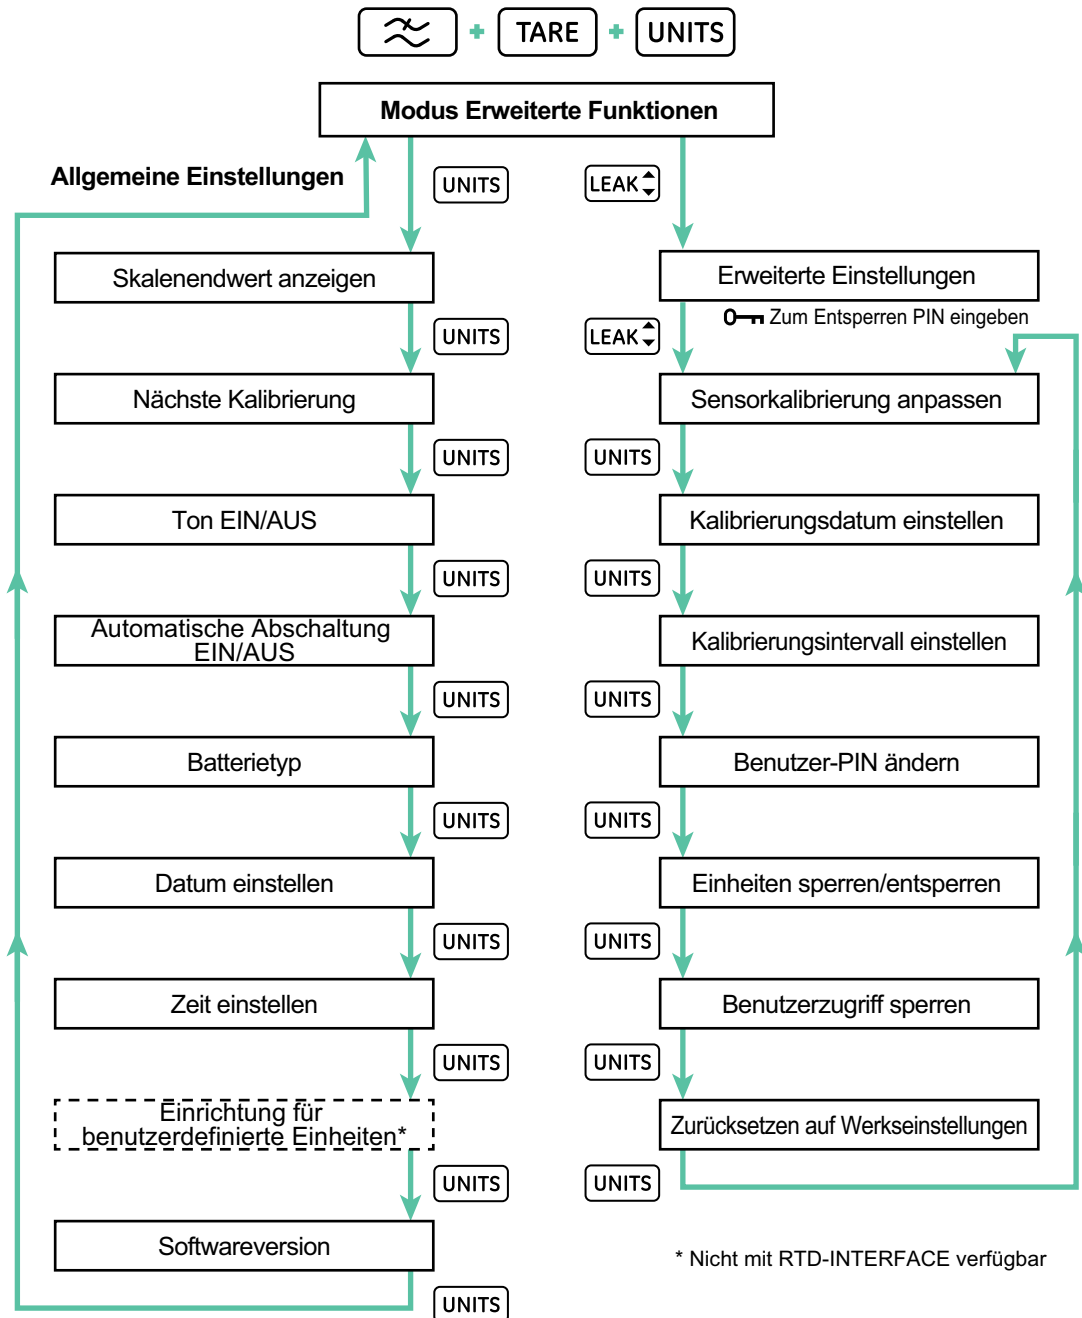 + TARE + UNITS
Modus Erweiterte Funktionen
Allgemeine Einstellungen
UNITS
LEAK
Skalenendwert anzeigen
Erweiterte Einstellungen
Zum Entsperren PIN eingeben
UNITS
LEAK
Nächste Kalibrierung
Sensorkalibrierung anpassen
UNITS
UNITS
Ton EIN/AUS
Kalibrierungsdatum einstellen
UNITS
UNITS
Automatische Abschaltung
EIN/AUS
Kalibrierungsintervall einstellen
UNITS
UNITS
Batterietyp
Benutzer-PIN ändern
UNITS
UNITS
Datum einstellen
Einheiten sperren/entsperren
UNITS
UNITS
Zeit einstellen
Benutzerzugriff sperren
UNITS
UNITS
Einrichtung für
benutzerdefinierte Einheiten*
Zurücksetzen auf Werkseinstellungen
UNITS
UNITS
Softwareversion
* Nicht mit RTD-INTERFACE verfügbar
UNITS